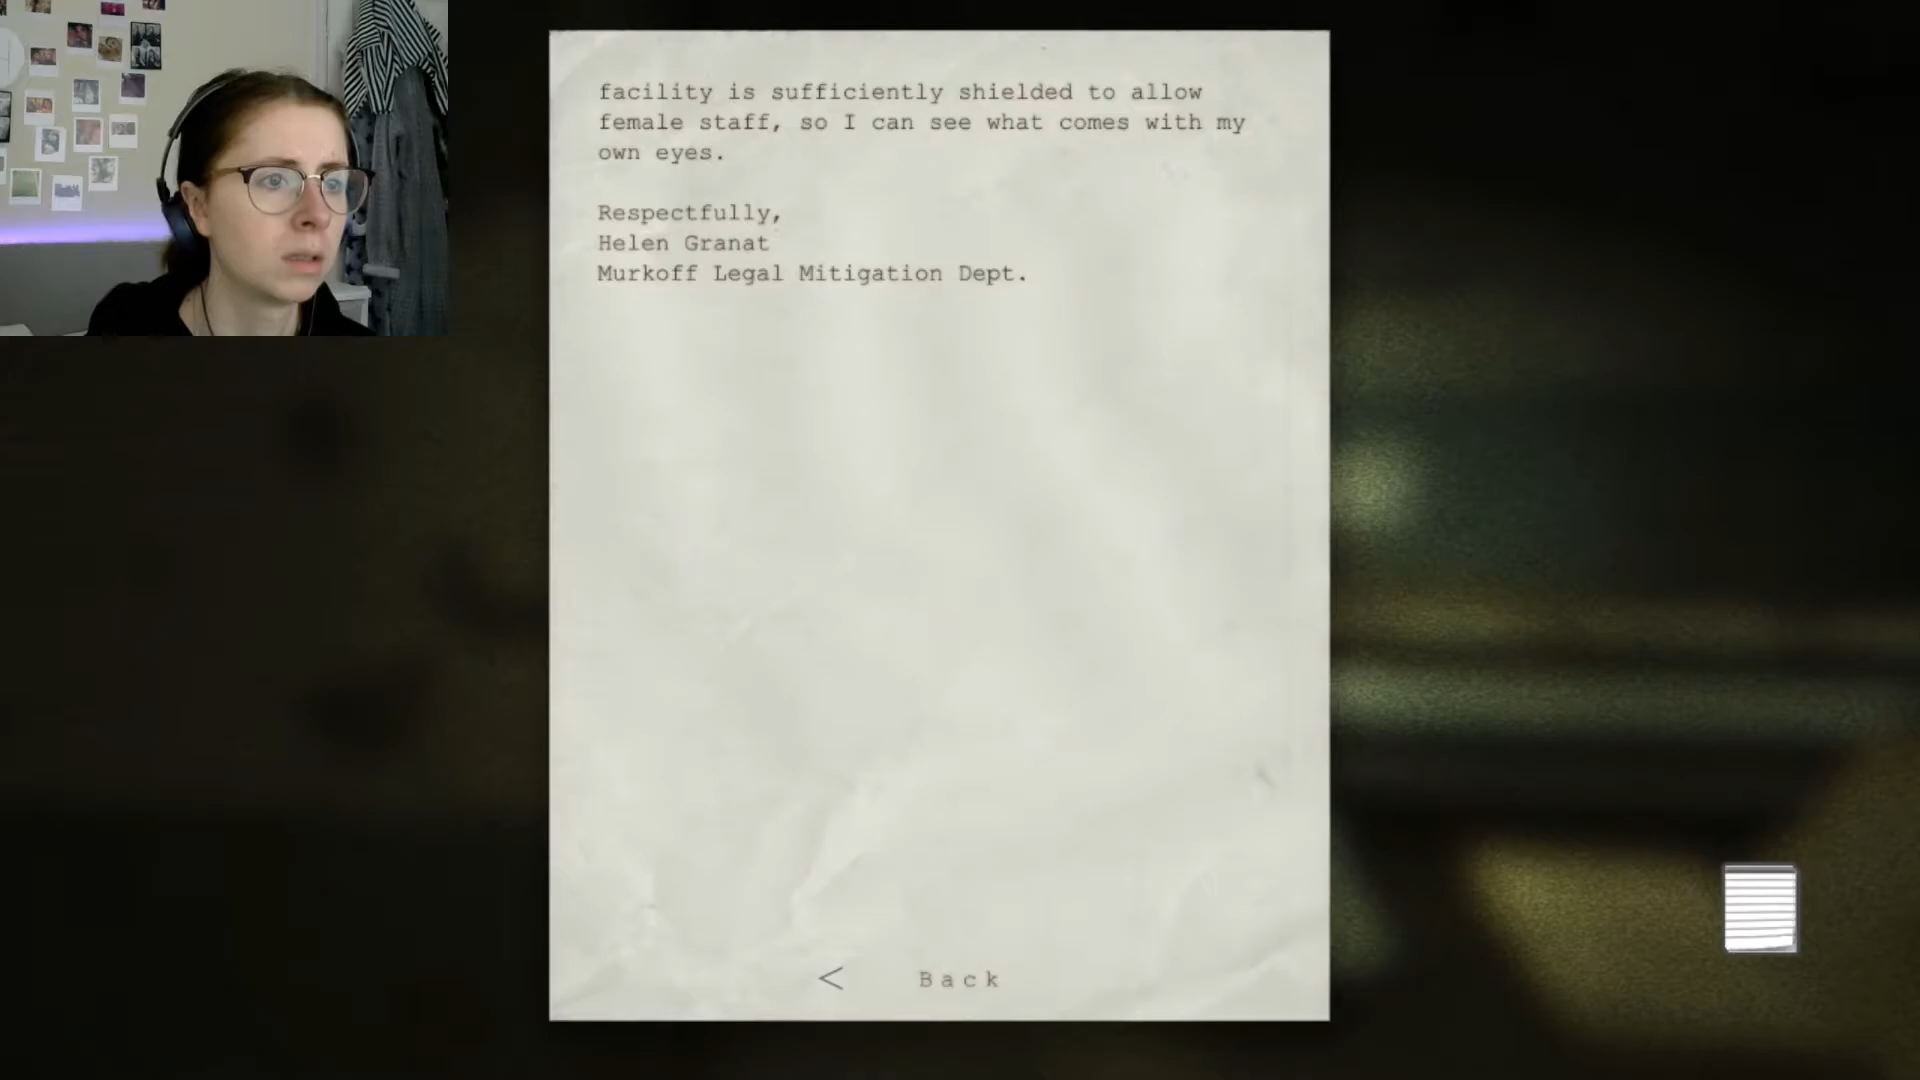 facility is sufficiently shielded to allow
female staff, so I can see what comes with my
own eyes.
Respectfully,
Helen Granat
Murkoff Legal Mitigation Dept.
< Back